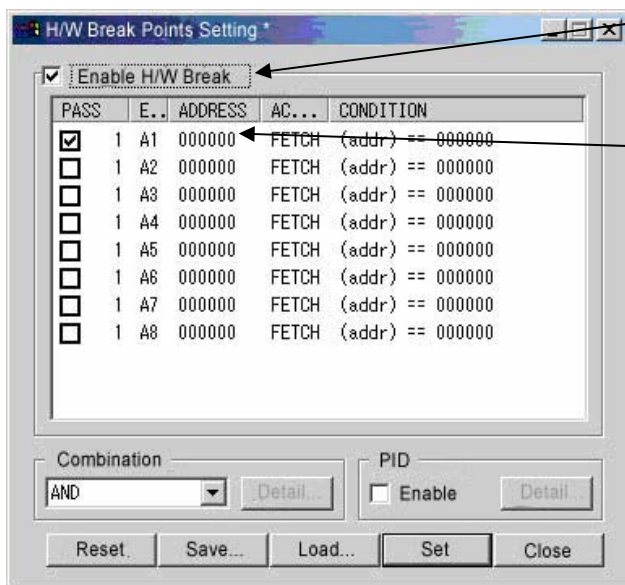 H/W Break Points Setting *
Enable H/W Break
PASS E.. ADDRESS AC... CONDITION
1 A1 000000 FETCH (addr) == 000000
1 A2 000000 FETCH (addr) == 000000
1 A3 000000 FETCH (addr) == 000000
1 A4 000000 FETCH (addr) == 000000
1 A5 000000 FETCH (addr) == 000000
1 A6 000000 FETCH (addr) == 000000
1 A7 000000 FETCH (addr) == 000000
1 A8 000000 FETCH (addr) == 000000
Combination PID
AND Detail... Enable Detail...
Reset Save... Load... Set Close